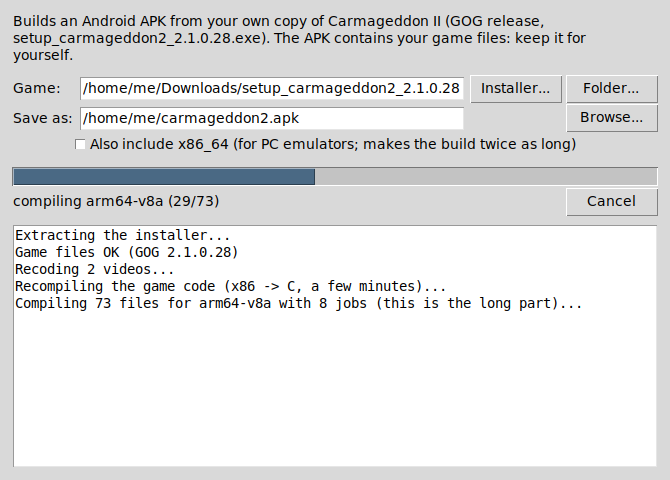 Builds an Android APK from your own copy of Carmageddon II (GOG release,
setup_carmageddon2_2.1.0.28.exe). The APK contains your game files: keep it for
yourself.
Game: /home/me/Downloads/setup_carmageddon2_2.1.0.28 Installer... Folder...
Save as: /home/me/carmageddon2.apk Browse...
Also include x86_64 (for PC emulators; makes the build twice as long)
compiling arm64-v8a (29/73) Cancel
Extracting the installer...
Game files OK (GOG 2.1.0.28)
Recoding 2 videos...
Recompiling the game code (x86 -> C, a few minutes)...
Compiling 73 files for arm64-v8a with 8 jobs (this is the long part)...